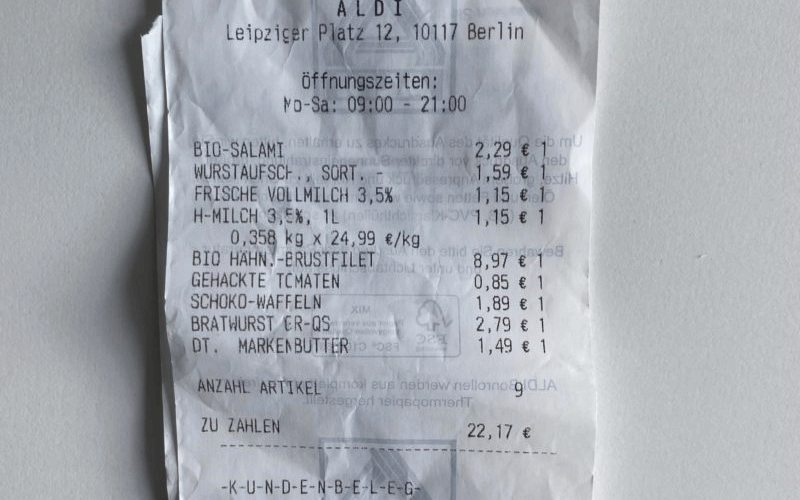 ALDI
Leipziger Platz 12, 10117 Berlin
Öffnungszeiten:
Mo-Sa: 09:00 - 21:00
BIO-SALAMI 2,29 € 1
WURSTAUFSCH., SORT. - 1,59 € 1
FRISCHE VOLLMILCH 3,5% 1,15 € 1
H-MILCH 3,5%, 1L 1,15 € 1
0,358 kg x 24,99 €/kg
BIO HÄHN.-BRUSTFILET 8,97 € 1
GEHACKTE TOMATEN 0,85 € 1
SCHOKO-WAFFELN 1,89 € 1
BRATWURST GR-QS 2,79 € 1
DT. MARKENBUTTER 1,49 € 1
ANZAHL ARTIKEL 9
ZU ZAHLEN 22,17 €
-K-U-N-D-E-N-B-E-L-E-G-